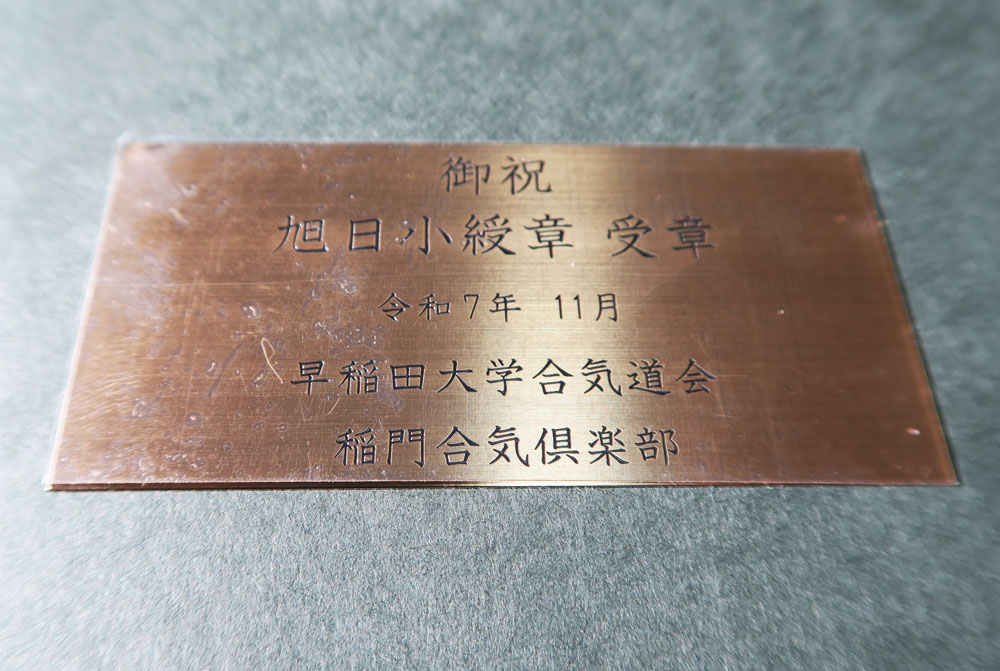 御祝
旭日小綬章 受章
令和7年 11月
早稲田大学合気道会
稲門合気倶楽部